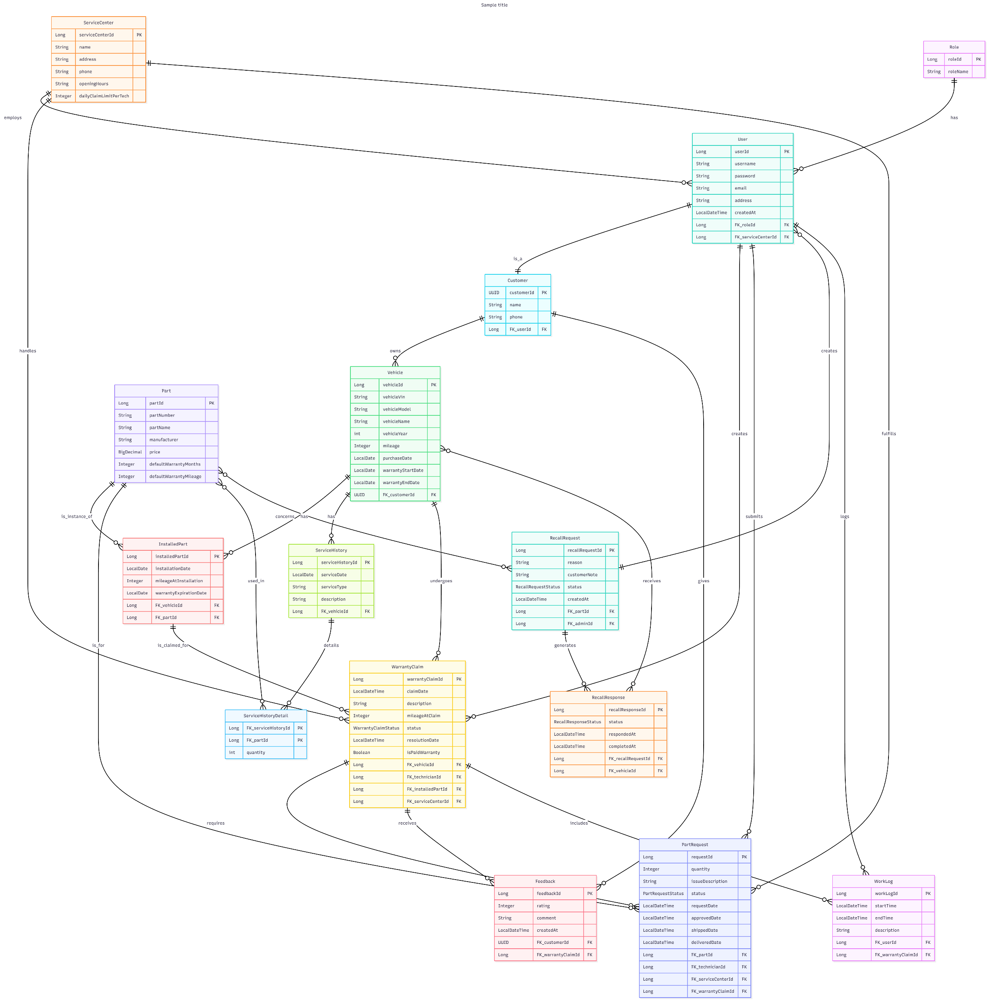 Sample title
ServiceCenter
Long serviceCenterId PK
String name
String address
String phone
String openingHours
Integer dailyClaimLimitPerTech
Role
Long roleId PK
String roleName
employs
has
User
Long userId PK
String username
String password
String email
String address
LocalDateTime createdAt
Long FK_roleId FK
Long FK_serviceCenterId FK
is_a
Customer
UUID customerId PK
String name
String phone
Long FK_userId FK
handles
owns
creates
Vehicle
Long vehicleId PK
String vehicleVin
String vehicleModel
String vehicleName
int vehicleYear
Integer mileage
LocalDate purchaseDate
LocalDate warrantyStartDate
LocalDate warrantyEndDate
UUID FK_customerId FK
Part
Long partId PK
String partNumber
String partName
String manufacturer
BigDecimal price
Integer defaultWarrantyMonths
Integer defaultWarrantyMileage
creates
fulfills
is_instance_of
concerns
has
has
submits
logs
InstalledPart
Long installedPartId PK
LocalDate installationDate
Integer mileageAtInstallation
LocalDate warrantyExpirationDate
Long FK_vehicleId FK
Long FK_partId FK
ServiceHistory
Long serviceHistoryId PK
LocalDate serviceDate
String serviceType
String description
Long FK_vehicleId FK
RecallRequest
Long recallRequestId PK
String reason
String customerNote
RecallRequestStatus status
LocalDateTime createdAt
Long FK_partId FK
Long FK_adminId FK
used_in
undergoes
receives
gives
is_for
is_claimed_for
details
generates
WarrantyClaim
Long warrantyClaimId PK
LocalDateTime claimDate
String description
Integer mileageAtClaim
WarrantyClaimStatus status
LocalDateTime resolutionDate
Boolean isPaidWarranty
Long FK_vehicleId FK
Long FK_technicianId FK
Long FK_installedPartId FK
Long FK_serviceCenterId FK
ServiceHistoryDetail
Long FK_serviceHistoryId PK
Long FK_partId PK
int quantity
RecallResponse
Long recallResponseId PK
RecallResponseStatus status
LocalDateTime respondedAt
LocalDateTime completedAt
Long FK_recallRequestId FK
Long FK_vehicleId FK
requires
receives
includes
Feedback
Long feedbackId PK
Integer rating
String comment
LocalDateTime createdAt
UUID FK_customerId FK
Long FK_warrantyClaimId FK
PartRequest
Long requestId PK
Integer quantity
String issueDescription
PartRequestStatus status
LocalDateTime requestDate
LocalDateTime approvedDate
LocalDateTime shippedDate
LocalDateTime deliveredDate
Long FK_partId FK
Long FK_technicianId FK
Long FK_serviceCenterId FK
Long FK_warrantyClaimId FK
WorkLog
Long workLogId PK
LocalDateTime startTime
LocalDateTime endTime
String description
Long FK_userId FK
Long FK_warrantyClaimId FK